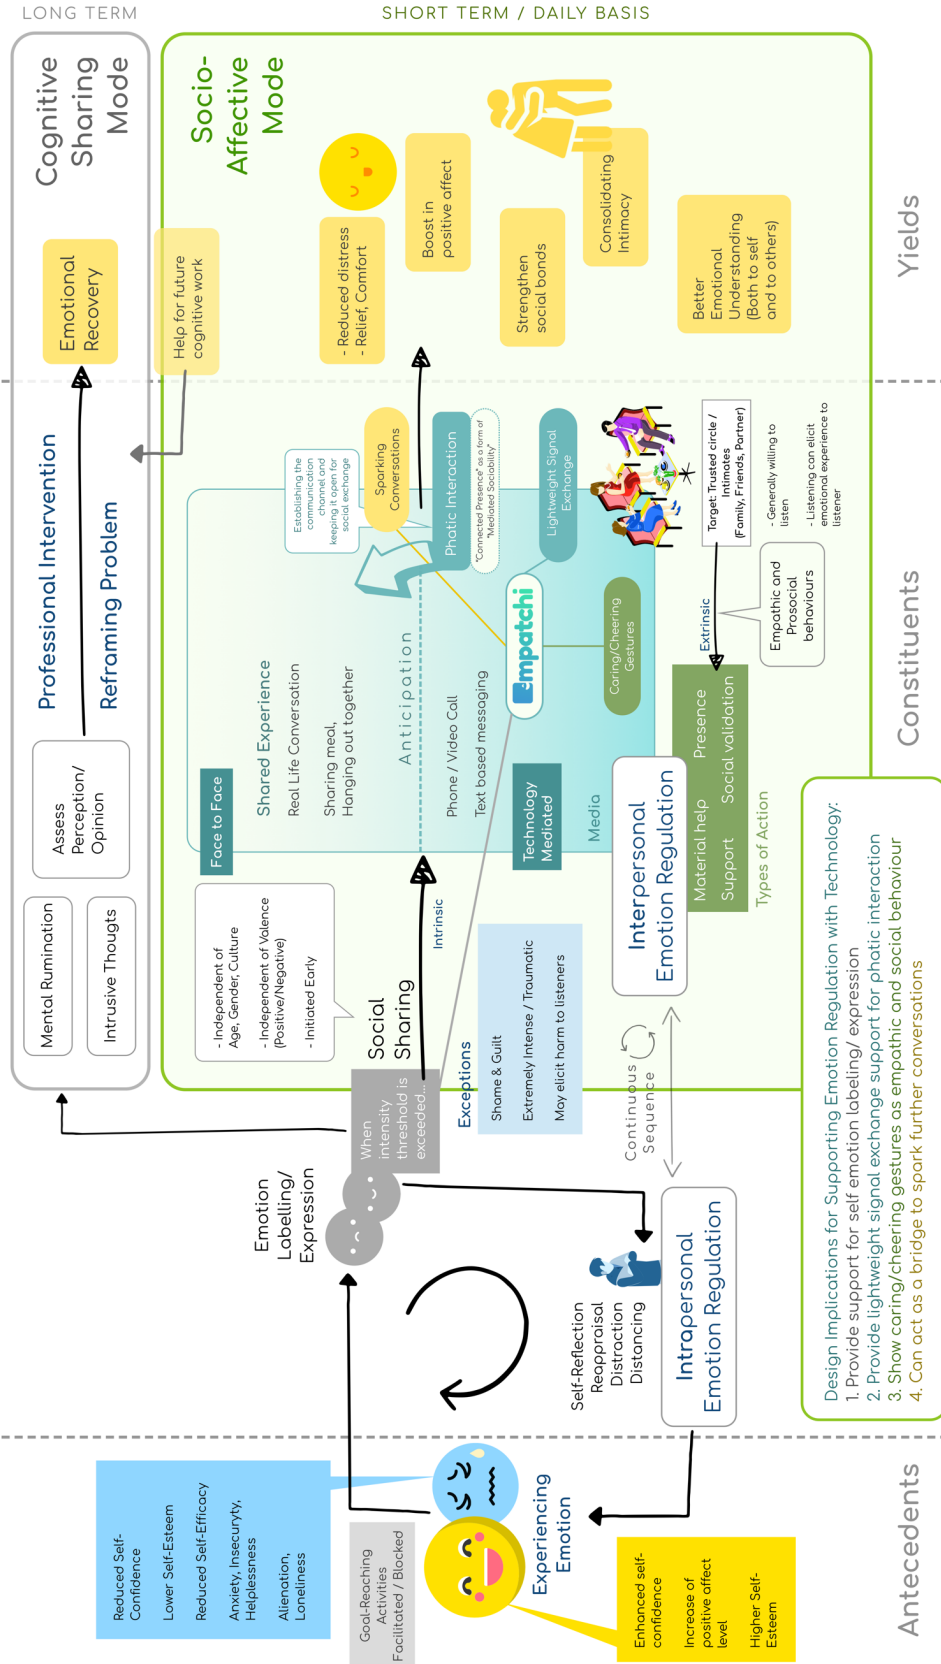 LONG TERM
SHORT TERM / DAILY BASIS
Cognitive
Sharing
Mode
Socio-
Affective
Mode
Antecedents
Constituents
Yields
Reduced Self-
Confidence
Lower Self-Esteem
Reduced Self-Efficacy
Anxiety, Insecuryty,
Helplessness
Alienation,
Loneliness
Goal-Reaching
Activities
Facilitated / Blocked
Experiencing
Emotion
Enhanced self-
confidence
Increase of
positive affect
level
Higher Self-
Esteem
Emotion
Labelling/
Expression
When
intensity
threshold is
exceeded...
Self-Reflection
Reappraisal
Distraction
Distancing
Intrapersonal
Emotion Regulation
Continuous
Sequence
Mental Rumination
Intrusive Thougts
Assess
Perception/
Opinion
Professional Intervention
Reframing Problem
Emotional
Recovery
Help for future
cognitive work
- Independent of
Age, Gender, Culture
- Independent of Valence
(Positive/Negative)
- Initiated Early
Social
Sharing
Intrinsic
Exceptions
Shame & Guilt
Extremely Intense / Traumatic
May elicit harm to listeners
Interpersonal
Emotion Regulation
Face to Face
Shared Experience
Real Life Conversation
Sharing meal,
Hanging out together
Anticipation
Phone / Video Call
Text based messaging
Technology
Mediated
Media
Empatchi
Establishing the
communication
channel and
keeping it open for
social exchange
Sparking
Conversations
Phatic Interaction
"Connected Presence" as a form of
"Mediated Sociability"
Lightweight Signal
Exchange
Caring/Cheering
Gestures
Material help
Presence
Support
Social validation
Types of Action
Extrinsic
Empathic and
Prosocial
behaviours
Target: Trusted circle /
Intimates
(Family, Friends, Partner)
- Generally willing to
listen
- Listening can elicit
emotional experience to
listener
- Reduced distress
- Relief, Comfort
Boost in
positive affect
Strengthen
social bonds
Consolidating
Intimacy
Better
Emotional
Understanding
(Both to self
and to others)
Design Implications for Supporting Emotion Regulation with Technology:
1. Provide support for self emotion labeling/ expression
2. Provide lightweight signal exchange support for phatic interaction
3. Show caring/cheering gestures as empathic and social behaviour
4. Can act as a bridge to spark further conversations